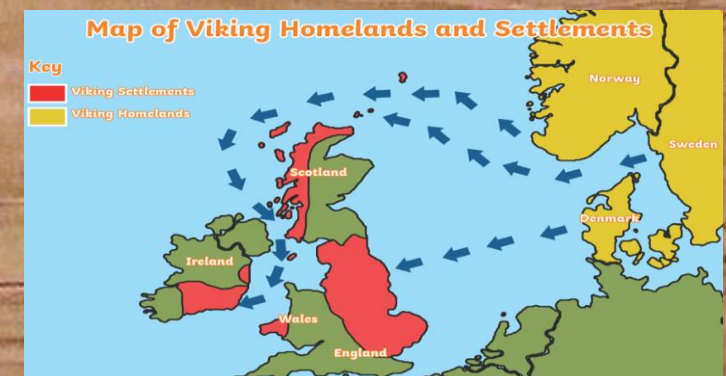 Map of Viking Homelands and Settlements
Key
Viking Settlements
Viking Homelands
Norway
Sweden
Scotland
Denmark
Ireland
Wales
England